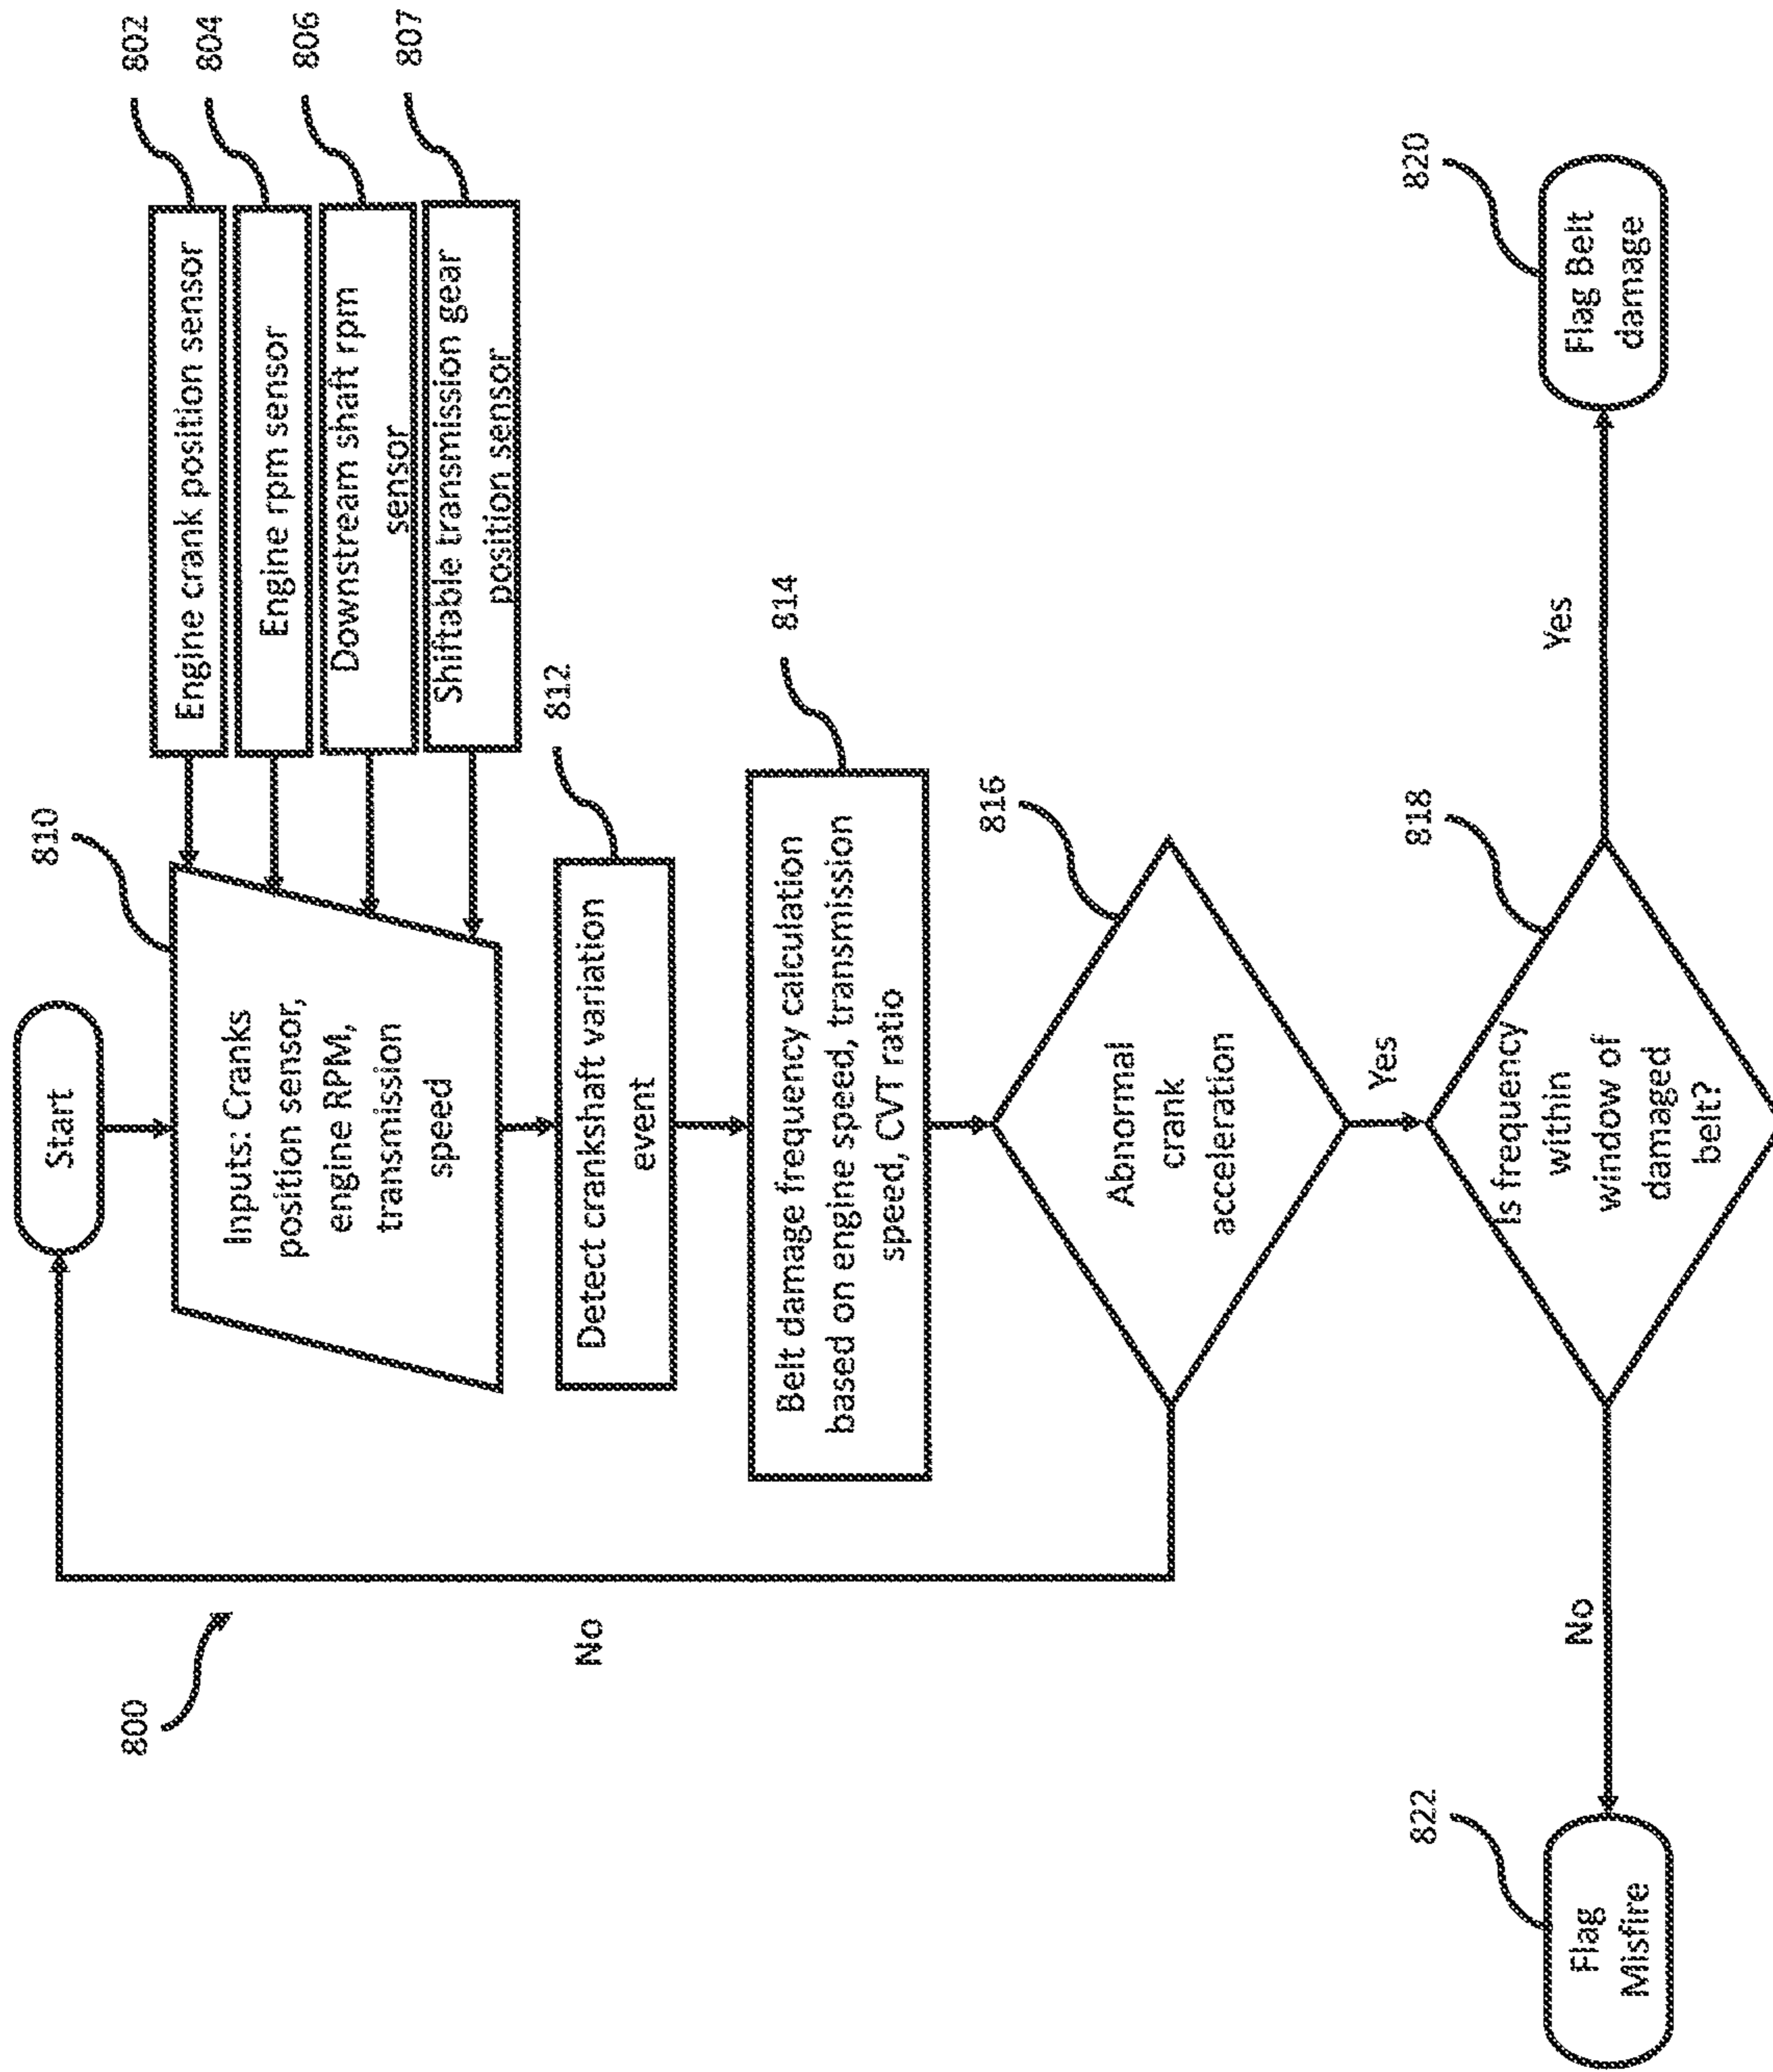 800
Start
810
Inputs: Cranks
position sensor,
engine RPM,
transmission
speed
Engine crank position sensor
802
Engine rpm sensor
804
Downstream shaft rpm
sensor
806
Shiftable transmission gear
position sensor
807
812
Detect crankshaft variation
event
814
Belt damage frequency calculation
based on engine speed, transmission
speed, CVT ratio
816
Abnormal
crank
acceleration
No
Yes
818
Is frequency
within
window of
damaged
belt?
No
Yes
822
Flag
Misfire
820
Flag Belt
damage